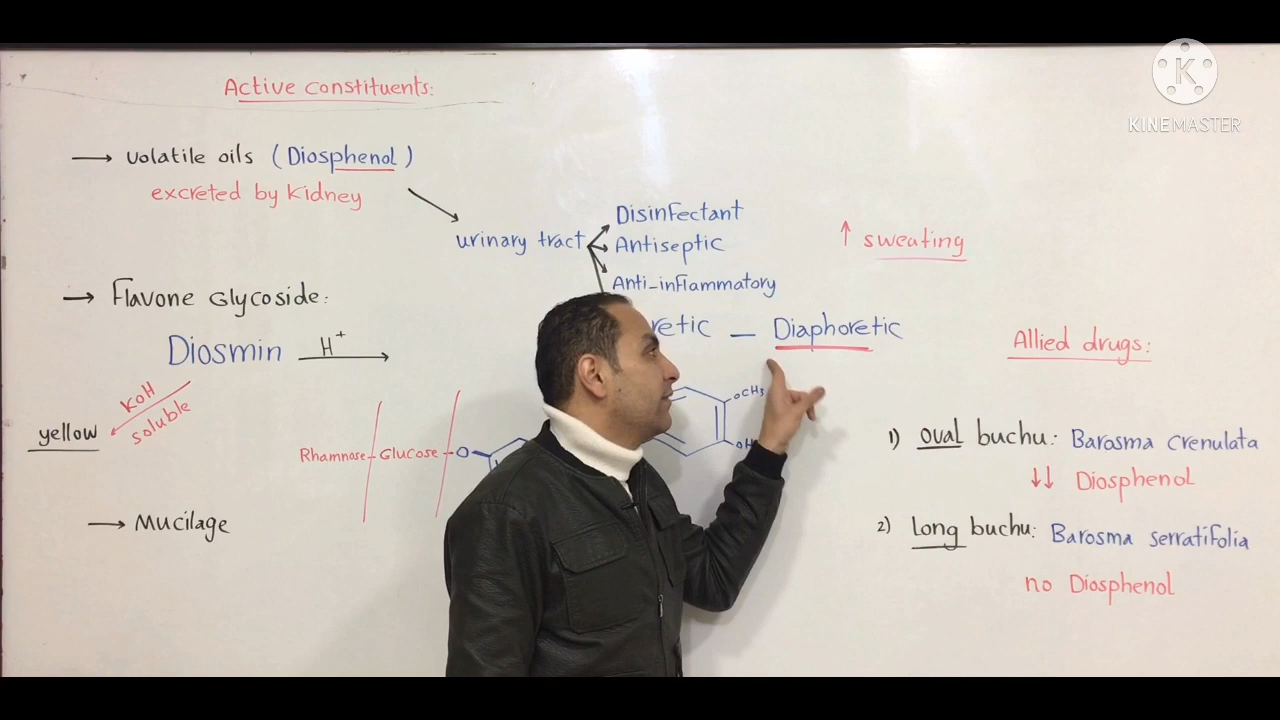 Active constituents:
→ volatile oils (Diosphenol)
excreted by Kidney
urinary tract
Disinfectant
Antiseptic
Anti-inflammatory
retic - Diaphoretic
↑ sweating
→ Flavone Glycoside:
Diosmin H+ →
KOH
soluble
yellow
Rhamnose Glucose O
OCH3
→ Mucilage
Allied drugs:
1) oval buchu: Barosma crenulata
↓↓ Diosphenol
2) Long buchu: Barosma serratifolia
no Diosphenol
K
KINEMASTER